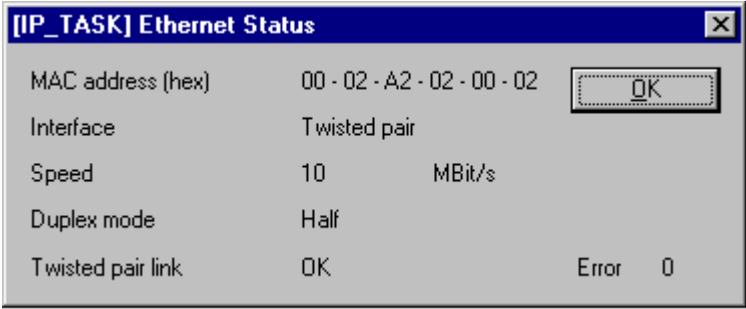 [IP_TASK] Ethernet Status
MAC address (hex) 00 - 02 - A2 - 02 - 00 - 02 OK
Interface Twisted pair
Speed 10 MBit/s
Duplex mode Half
Twisted pair link OK Error 0